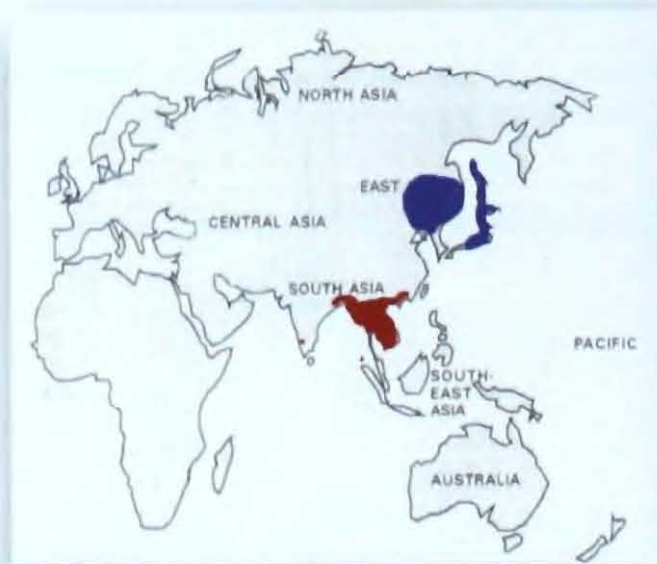 NORTH ASIA
EAST
CENTRAL ASIA
SOUTH ASIA
PACIFIC
SOUTH-
EAST
ASIA
AUSTRALIA